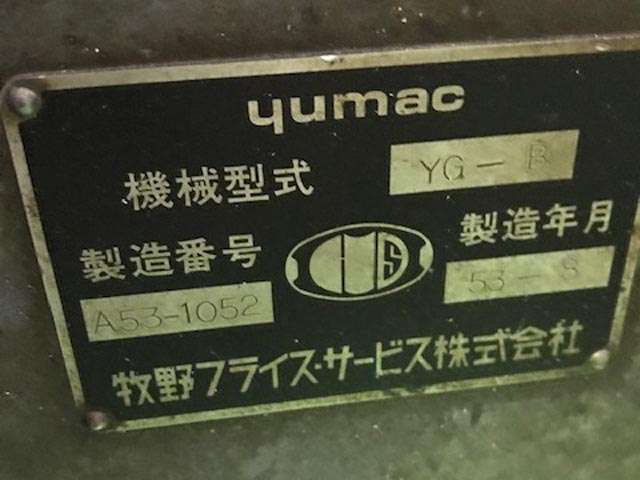 yumac
機械型式 YG-B
製造番号 製造年月
A53-1052 53-8
牧野フライス・サービス株式会社